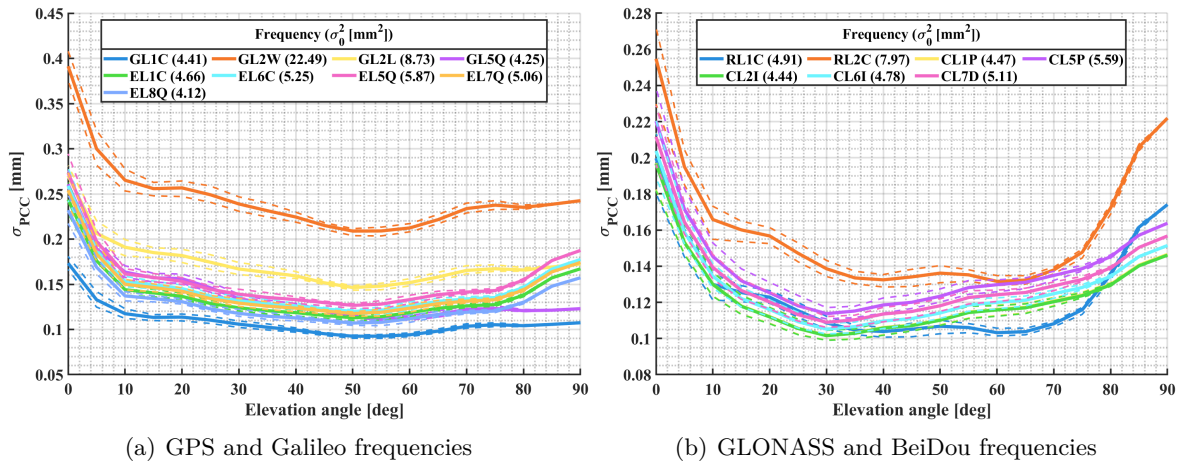 Frequency (σ₀² [mm²])
GL1C (4.41) GL2W (22.49) GL2L (8.73) GL5Q (4.25)
EL1C (4.66) EL6C (5.25) EL5Q (5.87) EL7Q (5.06)
EL8Q (4.12)
0.45
0.4
0.35
0.3
0.25
0.2
0.15
0.1
0.05
σPCC [mm]
0 10 20 30 40 50 60 70 80 90
Elevation angle [deg]
(a) GPS and Galileo frequencies
Frequency (σ₀² [mm²])
RL1C (4.91) RL2C (7.97) CL1P (4.47) CL5P (5.59)
CL2I (4.44) CL6I (4.78) CL7D (5.11)
0.28
0.26
0.24
0.22
0.2
0.18
0.16
0.14
0.12
0.1
0.08
σPCC [mm]
0 10 20 30 40 50 60 70 80 90
Elevation angle [deg]
(b) GLONASS and BeiDou frequencies